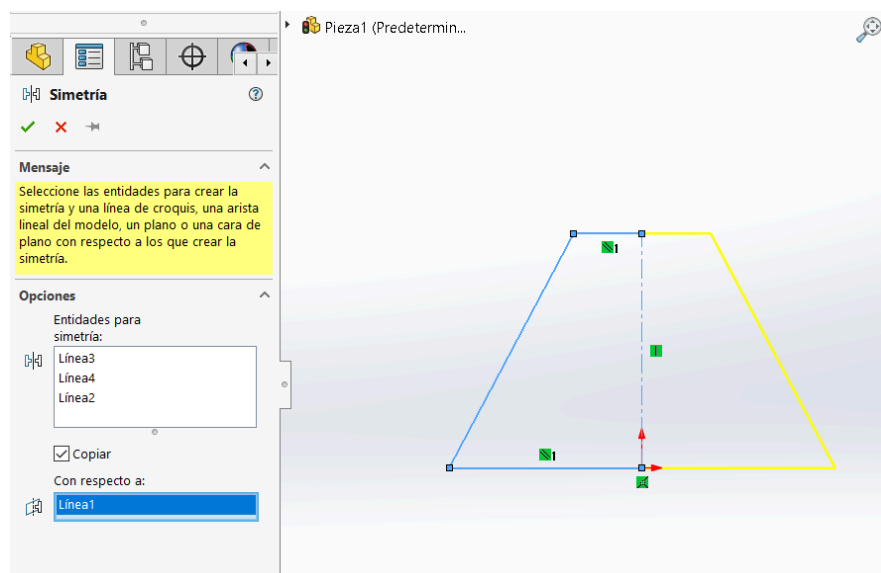 Pieza1 (Predetermin...
Simetría
Mensaje
Seleccione las entidades para crear la
simetría y una línea de croquis, una arista
lineal del modelo, un plano o una cara de
plano con respecto a los que crear la
simetría.
Opciones
Entidades para
simetría:
Línea3
Línea4
Línea2
Copiar
Con respecto a:
Línea1
1
1